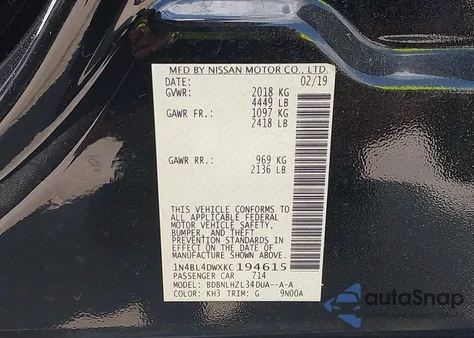 MFD BY NISSAN MOTOR CO., LTD.
DATE: 02/19
GVWR: 2018 KG
4449 LB
GAWR FR.: 1097 KG
2418 LB
GAWR RR.: 969 KG
2136 LB
THIS VEHICLE CONFORMS TO
ALL APPLICABLE FEDERAL
MOTOR VEHICLE SAFETY,
BUMPER, AND THEFT
PREVENTION STANDARDS IN
EFFECT ON THE DATE OF
MANUFACTURE SHOWN ABOVE.
1N4BL4DWXKC194615
PASSENGER CAR 714
MODEL: BDBNLHZL34DUA--A-A
COLOR: KH3 TRIM: G 9N00A
autoSnap